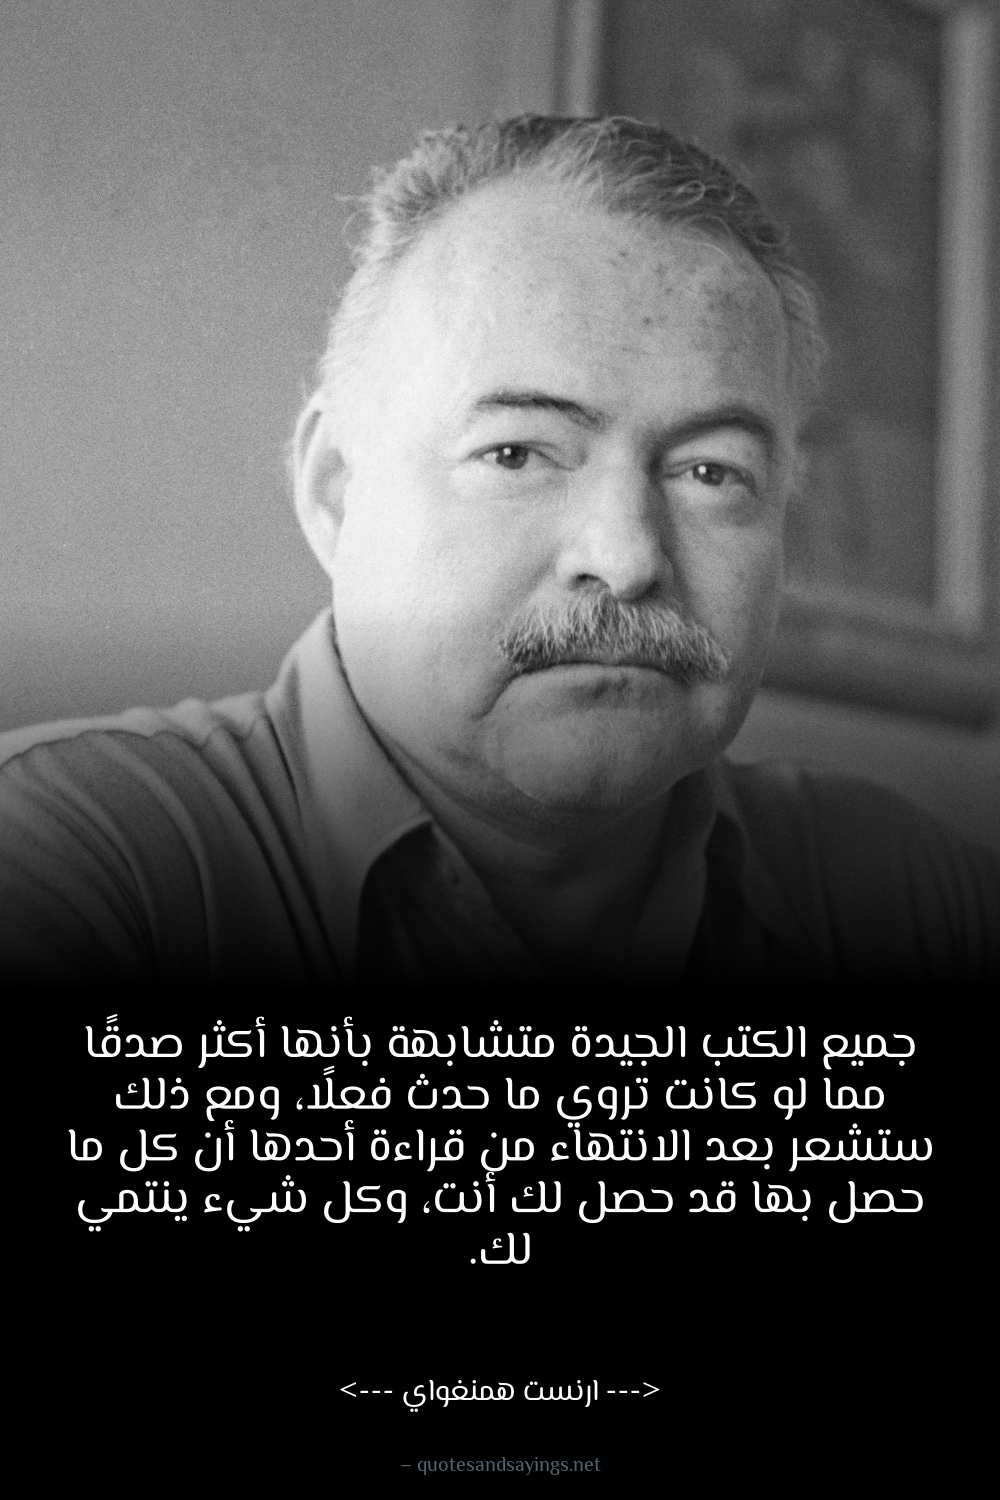 جميع الكتب الجيدة متشابهة بأنها أكثر صدقًا
مما لو كانت تروي ما حدث فعلًا، ومع ذلك
ستشعر بعد الانتهاء من قراءة أحدها أن كل ما
حصل بها قد حصل لك أنت، وكل شيء ينتمي
لك.
<--- ارنست همنغواي --->
– quotesandsayings.net